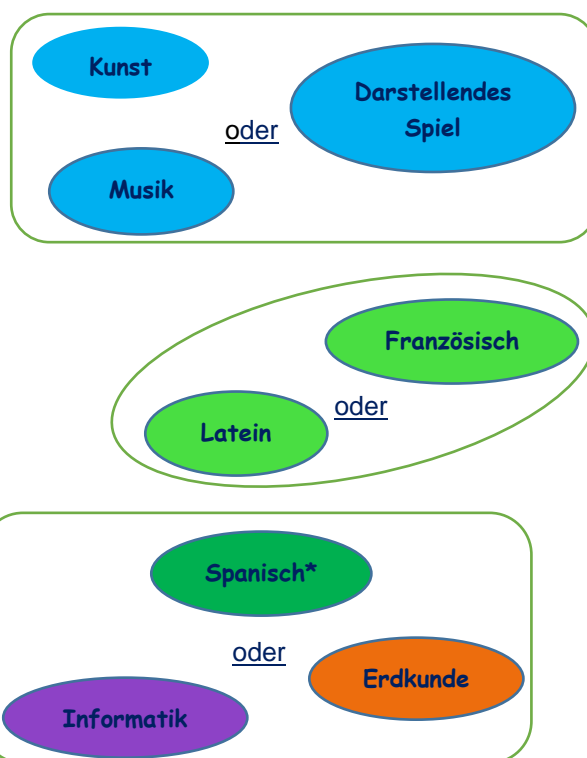 Kunst
Darstellendes
Spiel
oder
Musik
Französisch
oder
Latein
Spanisch*
oder
Erdkunde
Informatik